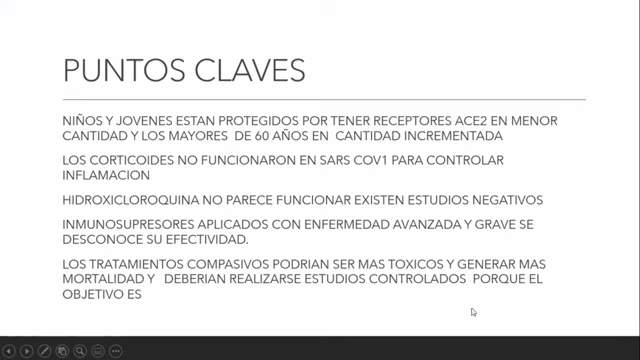 PUNTOS CLAVES
NIÑOS Y JOVENES ESTAN PROTEGIDOS POR TENER RECEPTORES ACE2 EN MENOR
CANTIDAD Y LOS MAYORES DE 60 AÑOS EN CANTIDAD INCREMENTADA
LOS CORTICOIDES NO FUNCIONARON EN SARS COV1 PARA CONTROLAR
INFLAMACION
HIDROXICLOROQUINA NO PARECE FUNCIONAR EXISTEN ESTUDIOS NEGATIVOS
INMUNOSUPRESORES APLICADOS CON ENFERMEDAD AVANZADA Y GRAVE SE
DESCONOCE SU EFECTIVIDAD.
LOS TRATAMIENTOS COMPASIVOS PODRIAN SER MAS TOXICOS Y GENERAR MAS
MORTALIDAD Y DEBERIAN REALIZARSE ESTUDIOS CONTROLADOS PORQUE EL
OBJETIVO ES